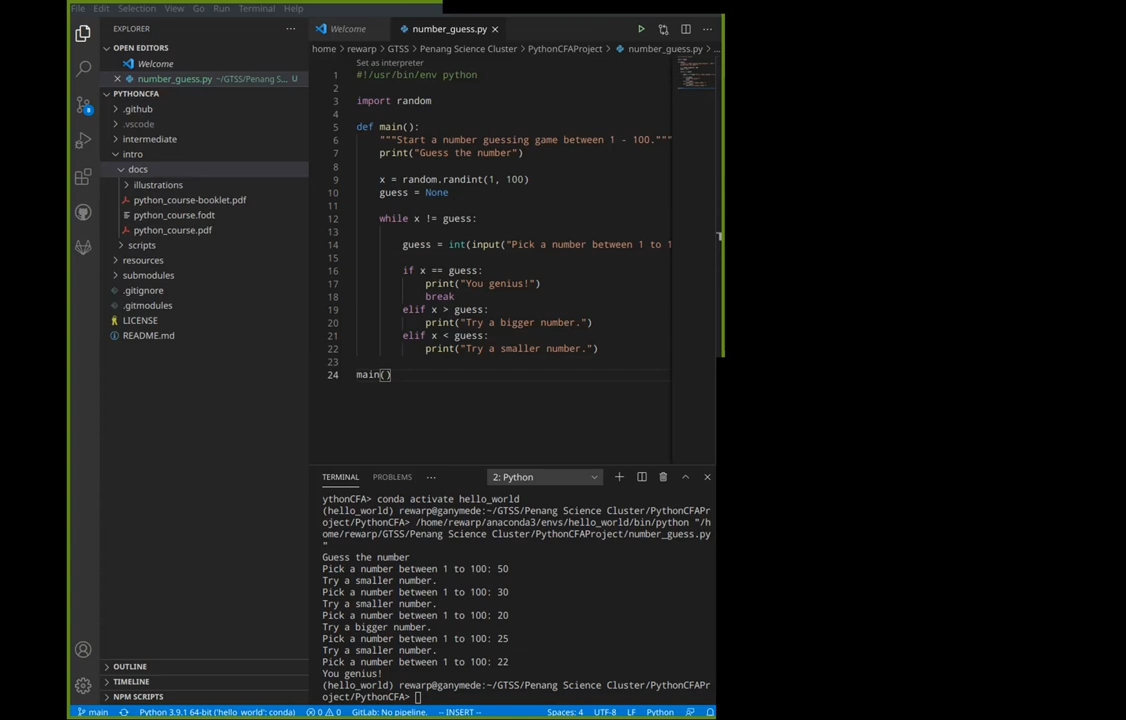 File Edit Selection View Go Run Terminal Help
EXPLORER
OPEN EDITORS
Welcome
number_guess.py ~/GTSS/Penang S... U
PYTHONCFA
.github
.vscode
intermediate
intro
docs
illustrations
python_course-booklet.pdf
python_course.fodt
python_course.pdf
scripts
resources
submodules
.gitignore
.gitmodules
LICENSE
README.md
OUTLINE
TIMELINE
NPM SCRIPTS
8
Welcome number_guess.py
home > rewarp > GTSS > Penang Science Cluster > PythonCFAProject > number_guess.py > ...
Set as interpreter
1 #!/usr/bin/env python
2
3 import random
4
5 def main():
6 """Start a number guessing game between 1 - 100."""
7 print("Guess the number")
8
9 x = random.randint(1, 100)
10 guess = None
11
12 while x != guess:
13
14 guess = int(input("Pick a number between 1 to 1
15
16 if x == guess:
17 print("You genius!")
18 break
19 elif x > guess:
20 print("Try a bigger number.")
21 elif x < guess:
22 print("Try a smaller number.")
23
24 main()
TERMINAL PROBLEMS ... 2: Python
ythonCFA> conda activate hello_world
(hello_world) rewarp@ganymede:~/GTSS/Penang Science Cluster/PythonCFAPr
oject/PythonCFA> /home/rewarp/anaconda3/envs/hello_world/bin/python "/h
ome/rewarp/GTSS/Penang Science Cluster/PythonCFAProject/number_guess.py
"
Guess the number
Pick a number between 1 to 100: 50
Try a smaller number.
Pick a number between 1 to 100: 30
Try a smaller number.
Pick a number between 1 to 100: 20
Try a bigger number.
Pick a number between 1 to 100: 25
Try a smaller number.
Pick a number between 1 to 100: 22
You genius!
(hello_world) rewarp@ganymede:~/GTSS/Penang Science Cluster/PythonCFAPr
oject/PythonCFA>
main Python 3.9.1 64-bit ('hello_world': conda) 0 0 GitLab: No pipeline. -- INSERT -- Spaces: 4 UTF-8 LF Python